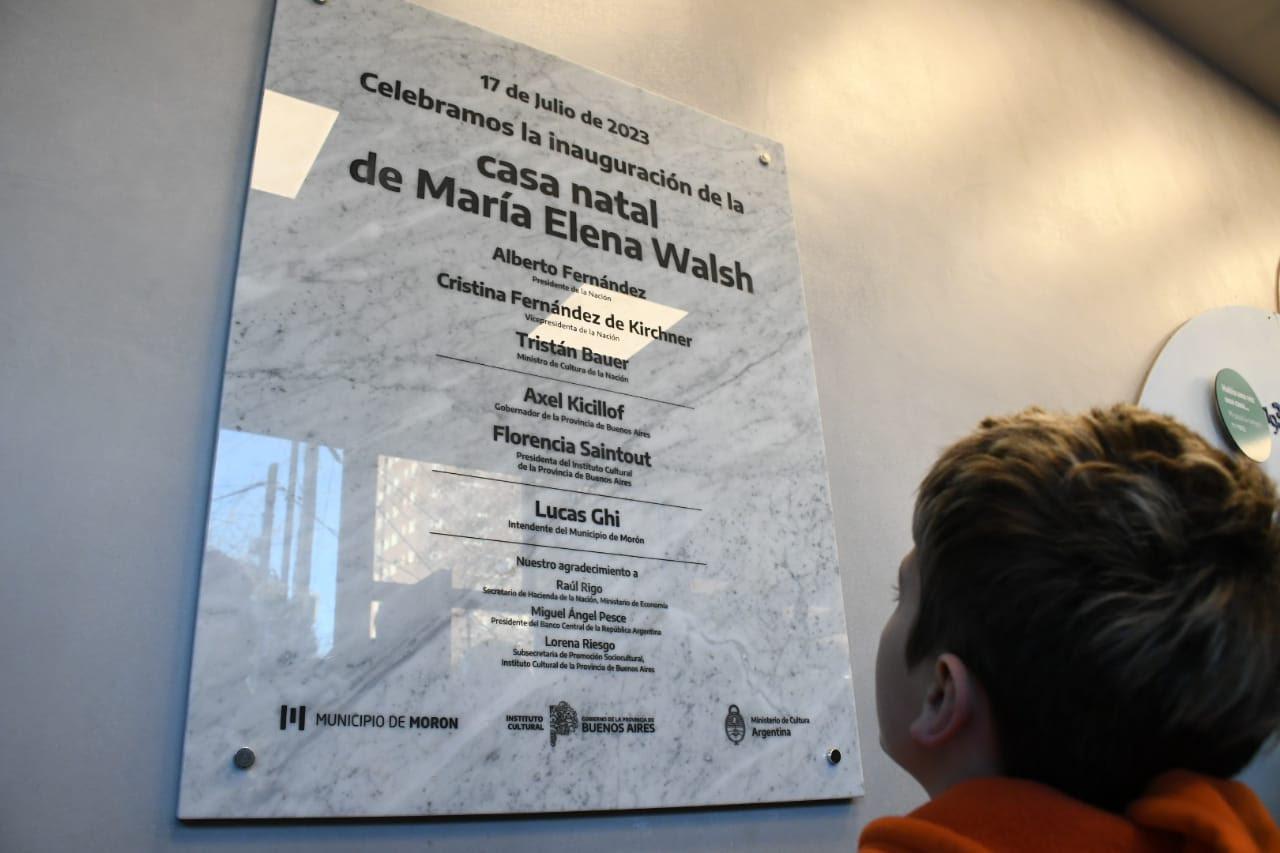 17 de Julio de 2023
Celebramos la inauguración de la
casa natal
de María Elena Walsh
Alberto Fernández
Presidente de la Nación
Cristina Fernández de Kirchner
Vicepresidenta de la Nación
Tristán Bauer
Ministro de Cultura de la Nación
Axel Kicillof
Gobernador de la Provincia de Buenos Aires
Florencia Saintout
Presidenta del Instituto Cultural
de la Provincia de Buenos Aires
Lucas Ghi
Intendente del Municipio de Morón
Nuestro agradecimiento a
Raúl Rigo
Secretario de Hacienda de la Nación, Ministerio de Economía
Miguel Ángel Pesce
Presidente del Banco Central de la República Argentina
Lorena Riesgo
Subsecretaria de Promoción Sociocultural,
Instituto Cultural de la Provincia de Buenos Aires
MUNICIPIO DE MORON
INSTITUTO
CULTURAL
GOBIERNO DE LA PROVINCIA DE
BUENOS AIRES
Ministerio de Cultura
Argentina